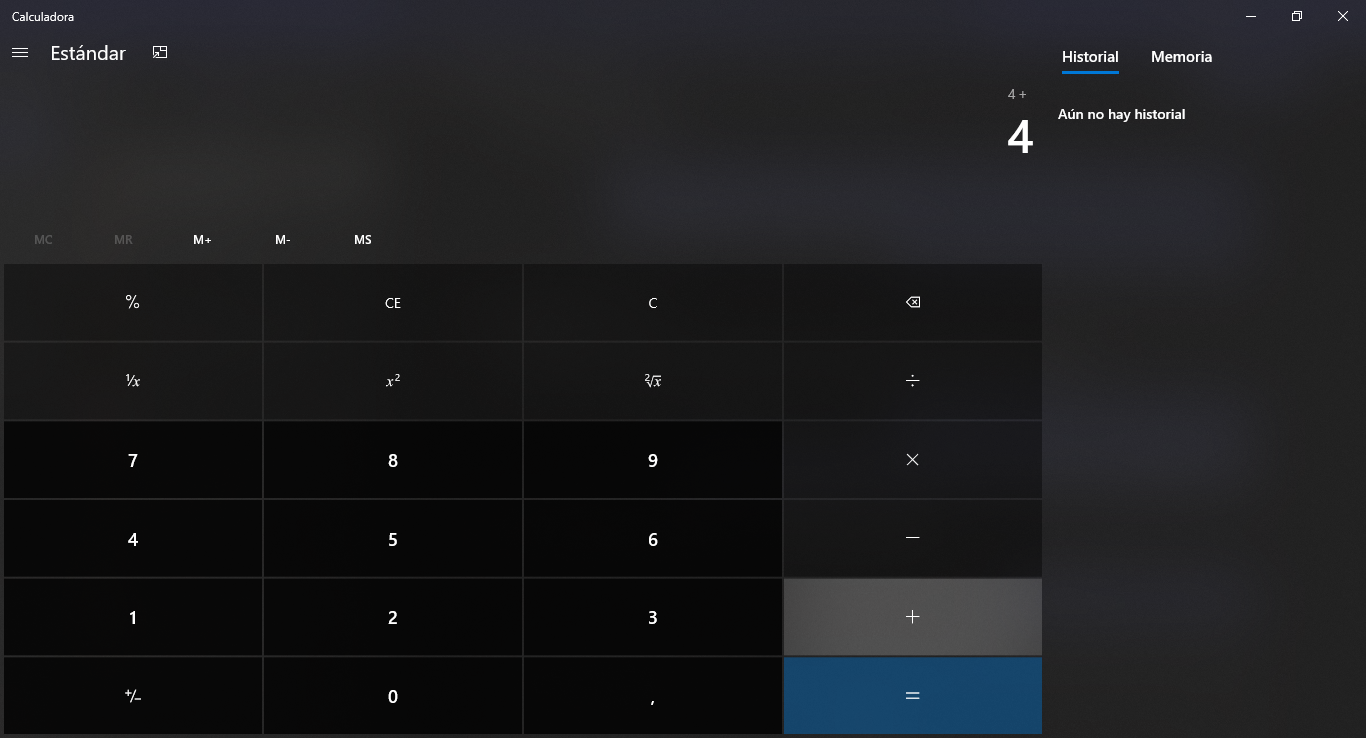 Calculadora
Estándar
Historial Memoria
4 +
4
Aún no hay historial
MC MR M+ M- MS
% CE C
¹⁄x x² ²√x ÷
7 8 9 ×
4 5 6 −
1 2 3 +
+/− 0 , =